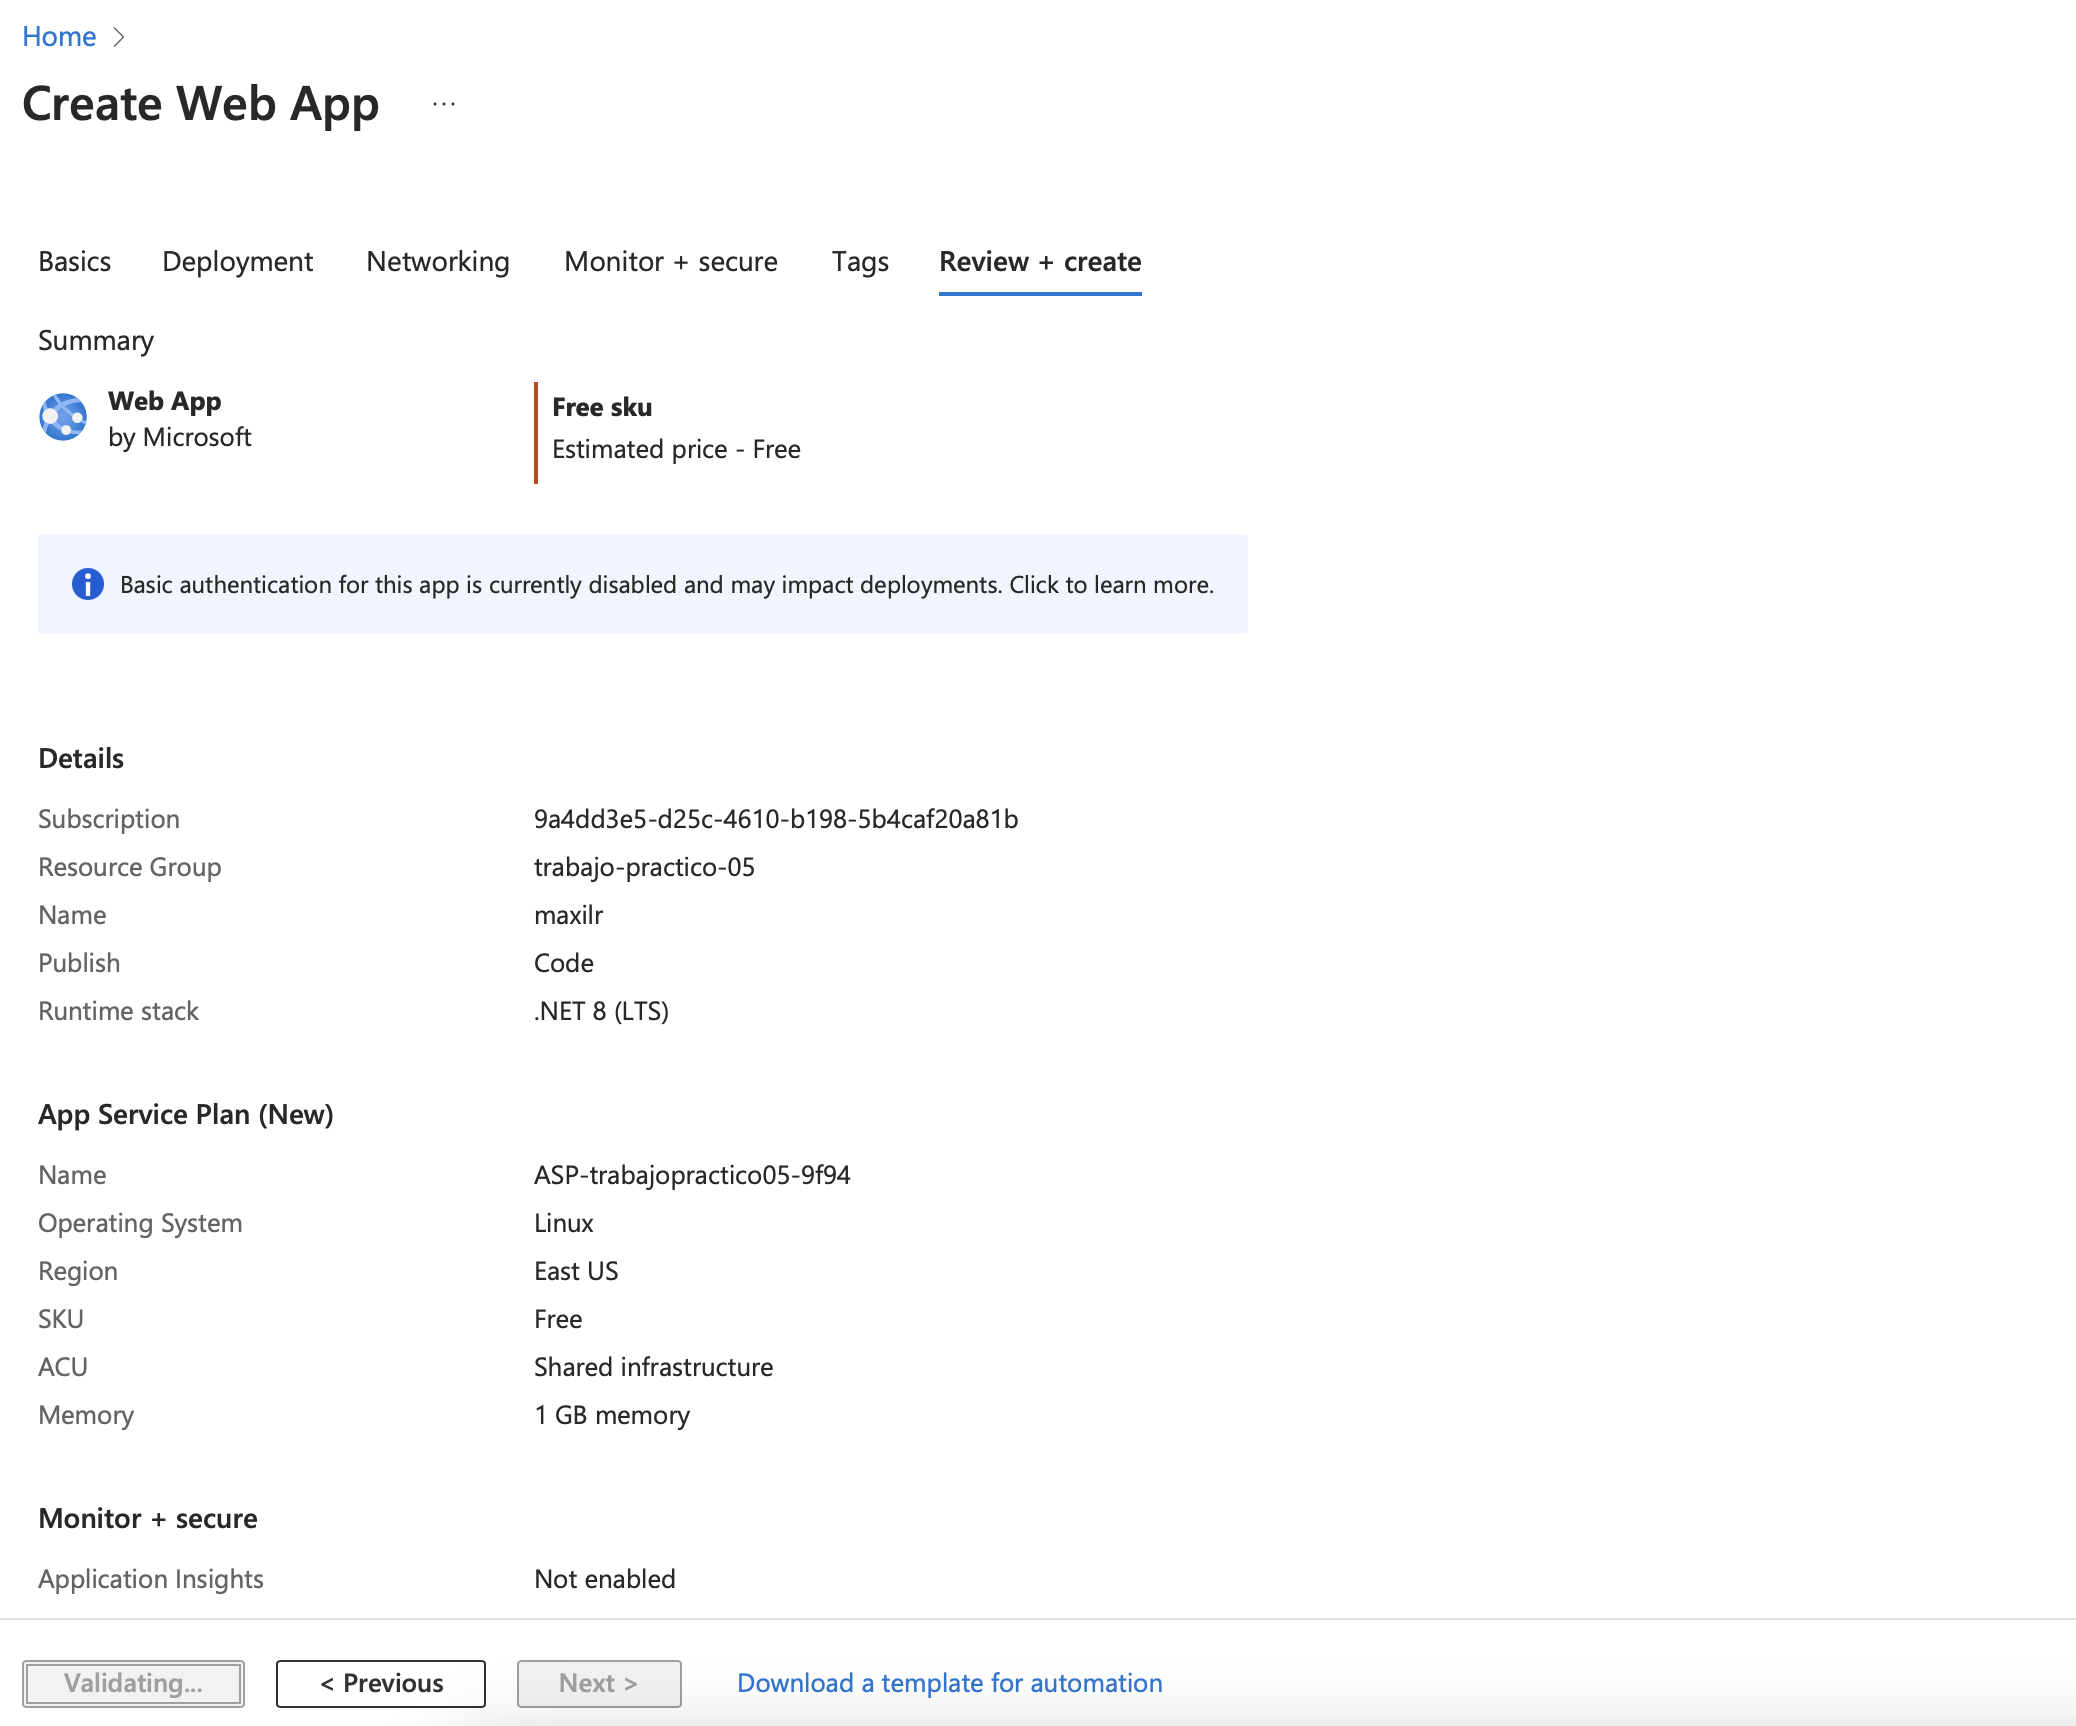 Home >
Create Web App ...
Basics Deployment Networking Monitor + secure Tags Review + create
Summary
Web App
by Microsoft
Free sku
Estimated price - Free
Basic authentication for this app is currently disabled and may impact deployments. Click to learn more.
Details
Subscription 9a4dd3e5-d25c-4610-b198-5b4caf20a81b
Resource Group trabajo-practico-05
Name maxilr
Publish Code
Runtime stack .NET 8 (LTS)
App Service Plan (New)
Name ASP-trabajopractico05-9f94
Operating System Linux
Region East US
SKU Free
ACU Shared infrastructure
Memory 1 GB memory
Monitor + secure
Application Insights Not enabled
Validating... < Previous Next > Download a template for automation